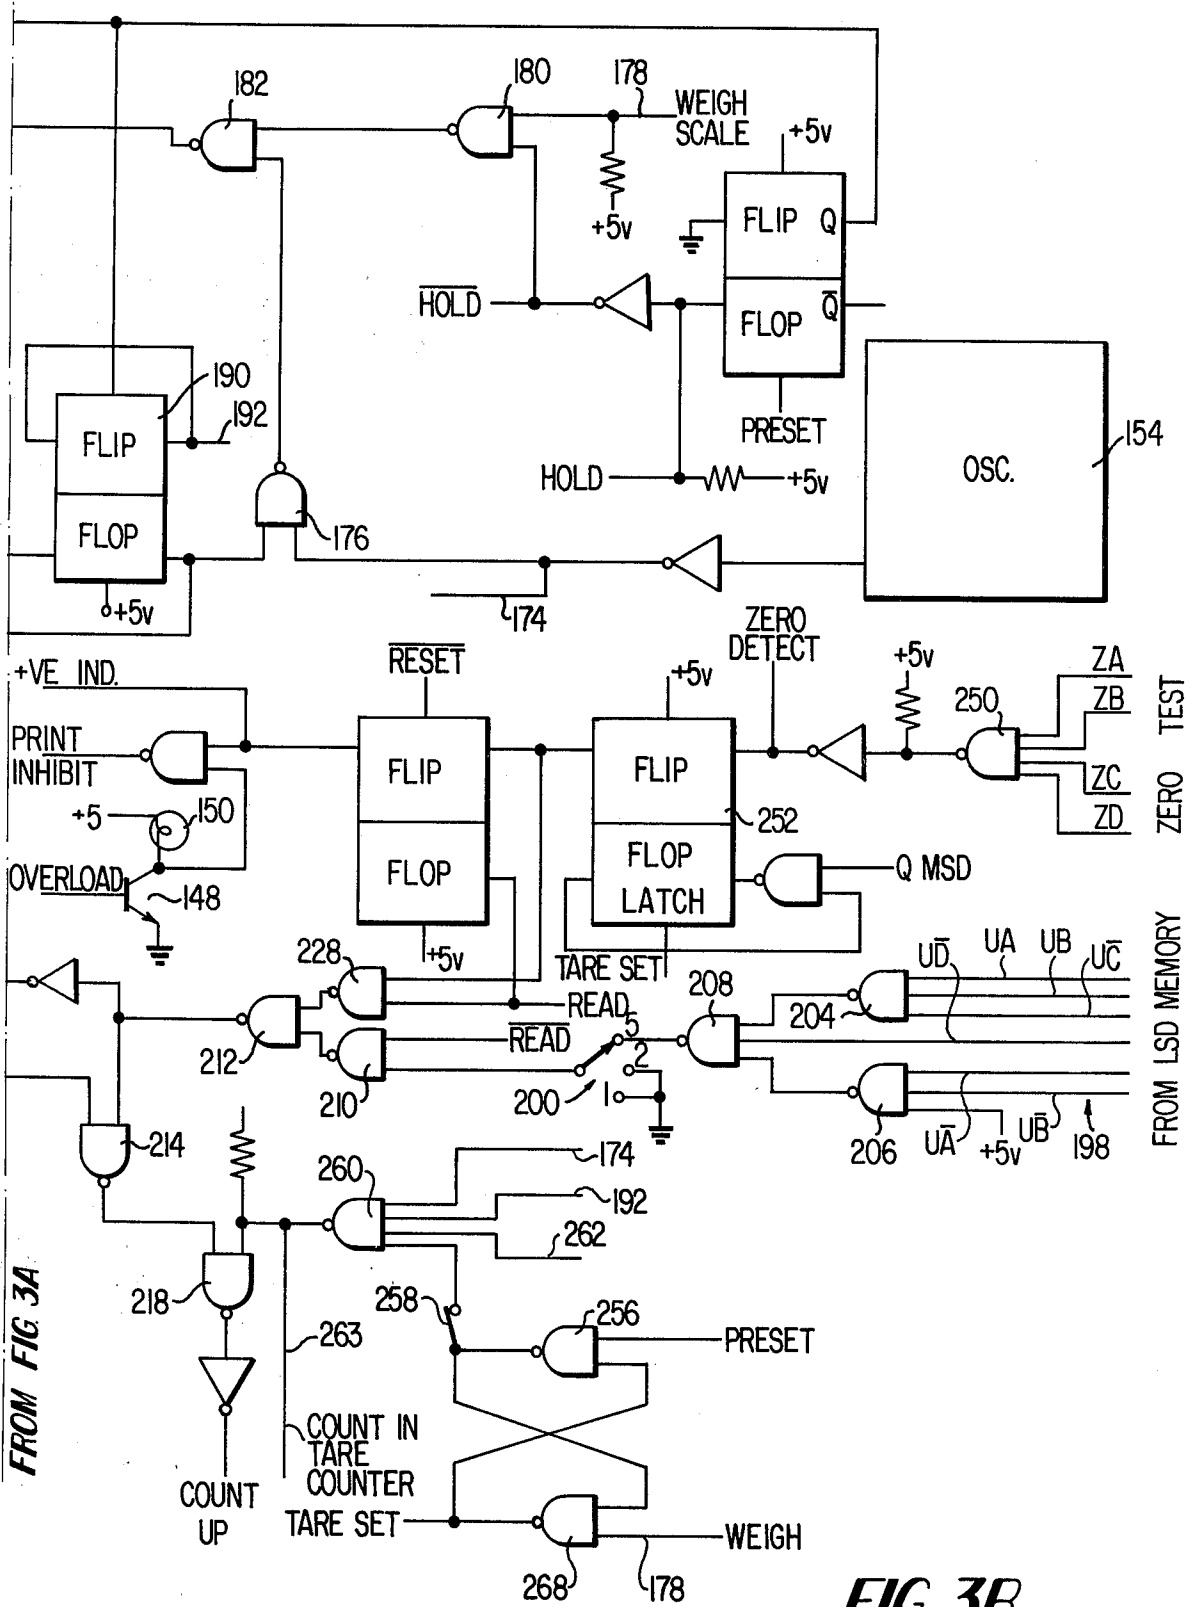 182
180
178
WEIGH
SCALE
+5v
+5v
FLIP Q
HOLD
FLOP Q̅
190
192
FLIP
PRESET
154
OSC.
HOLD
+5v
FLOP
176
+5v
174
ZERO
DETECT
+VE IND.
RESET
+5v
+5v
ZA
250
ZB
ZERO TEST
PRINT
INHIBIT
FLIP
FLIP
ZC
+5
150
252
ZD
OVERLOAD
148
FLOP
FLOP
LATCH
Q MSD
228
+5v
TARE SET
UD̅
UA
UB
UC̅
208
READ
204
FROM LSD MEMORY
212
READ
5
2
210
200
1
206
UA̅
+5v
UB̅
198
214
260
174
192
262
218
258
256
263
PRESET
FROM FIG 3A
COUNT IN
TARE
COUNTER
COUNT
UP
TARE SET
WEIGH
268
178
FIG 3B